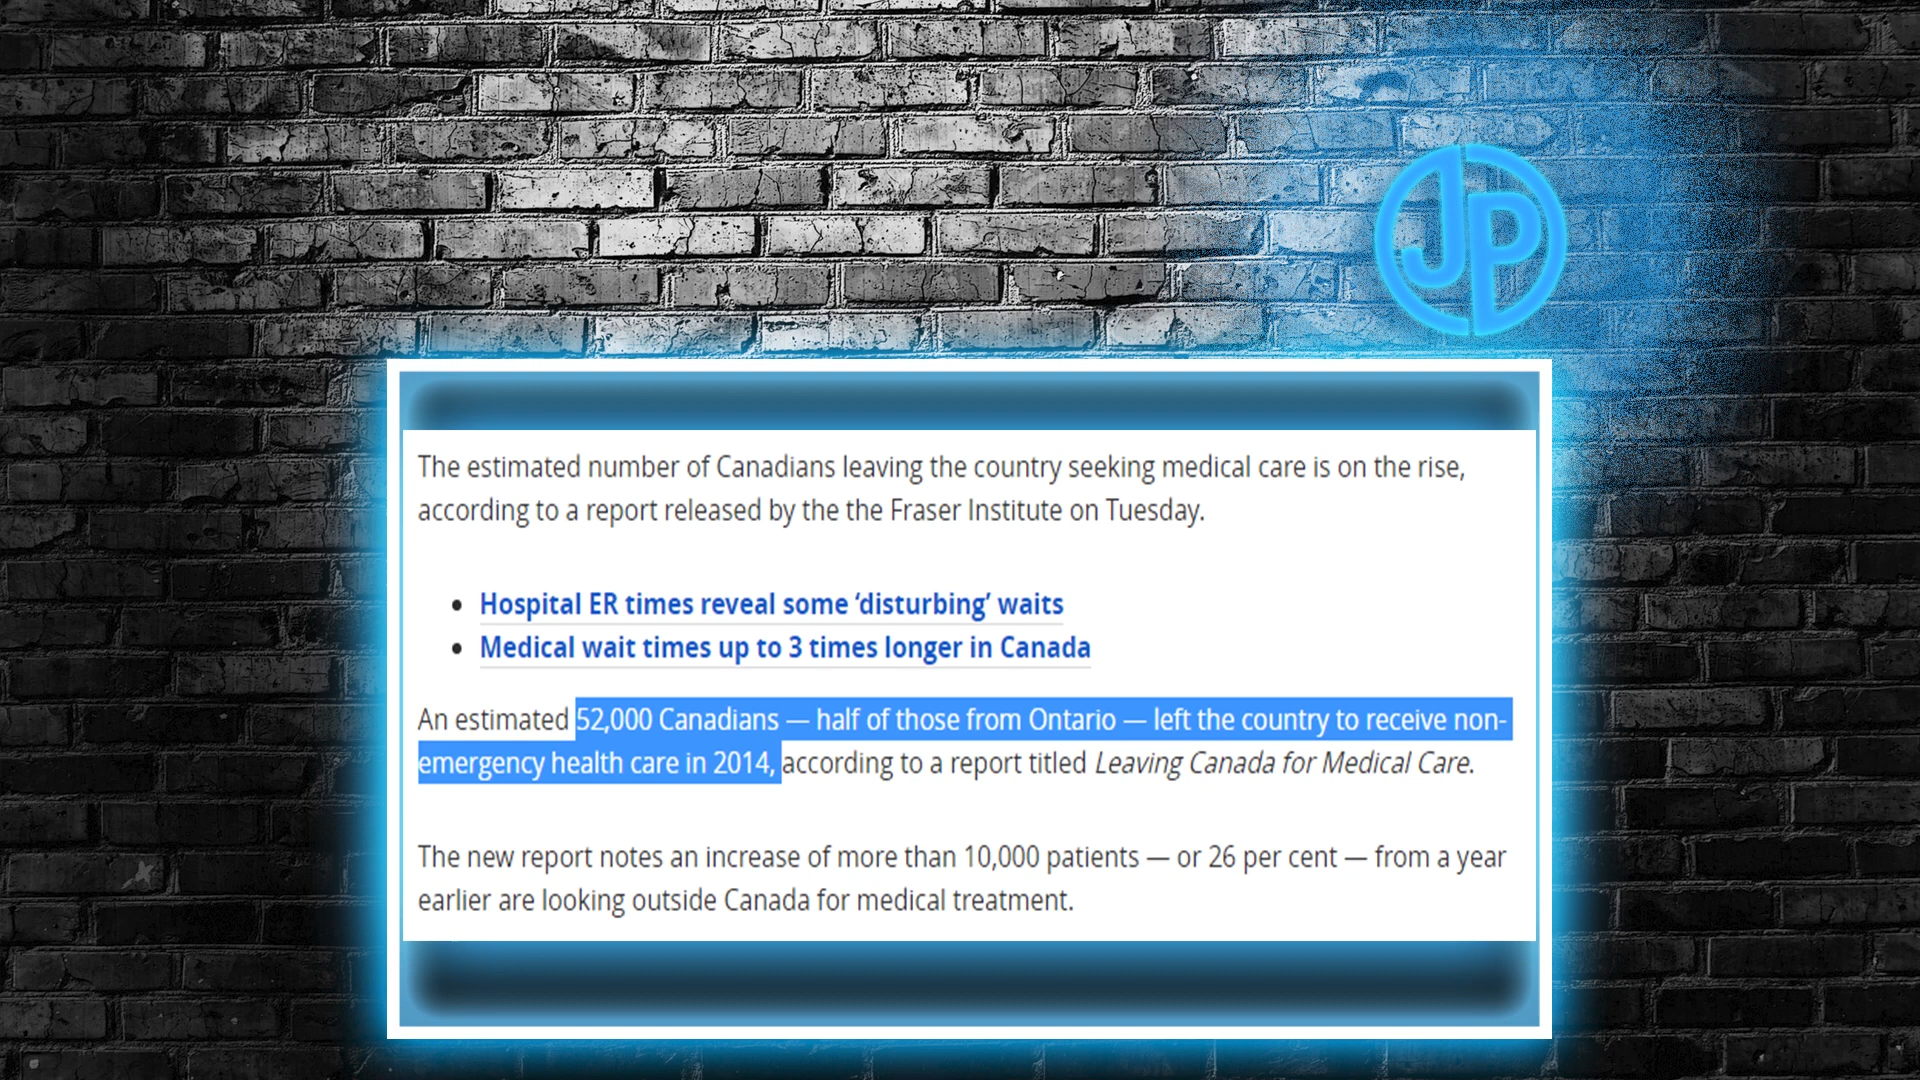 JP
The estimated number of Canadians leaving the country seeking medical care is on the rise,
according to a report released by the the Fraser Institute on Tuesday.
• Hospital ER times reveal some ‘disturbing’ waits
• Medical wait times up to 3 times longer in Canada
An estimated 52,000 Canadians — half of those from Ontario — left the country to receive non-
emergency health care in 2014, according to a report titled Leaving Canada for Medical Care.
The new report notes an increase of more than 10,000 patients — or 26 per cent — from a year
earlier are looking outside Canada for medical treatment.